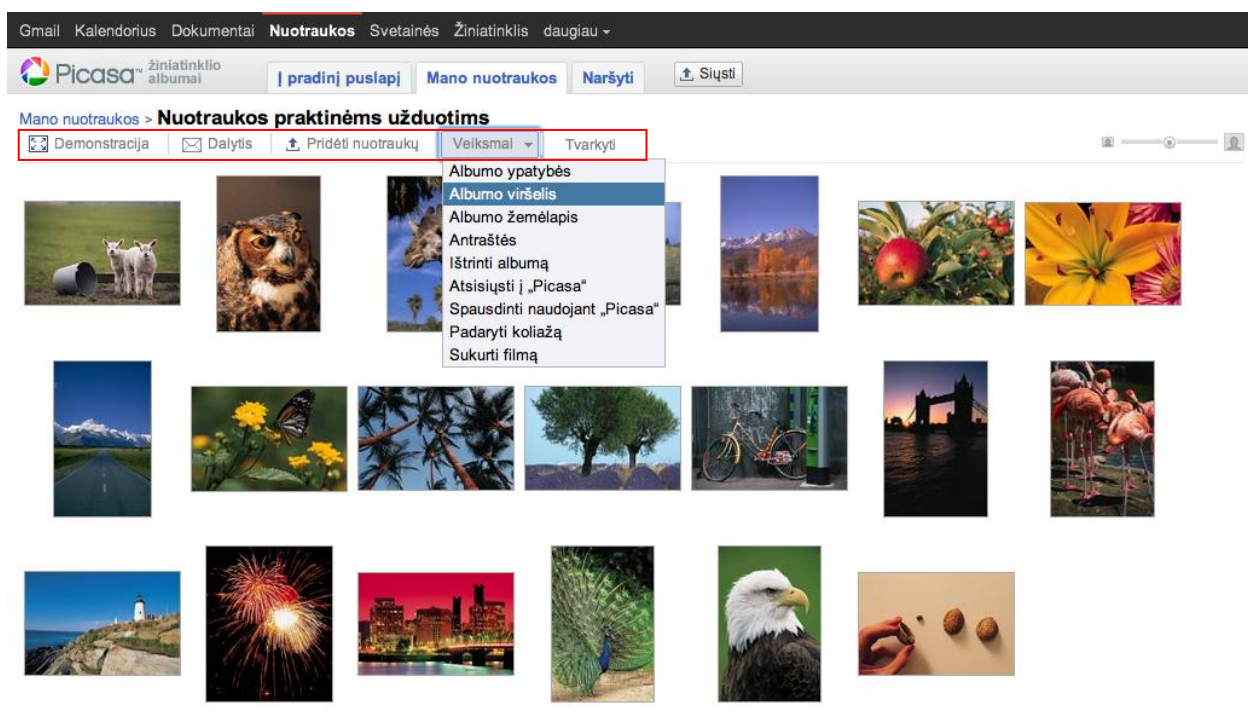 Gmail Kalendorius Dokumentai Nuotraukos Svetainės Žiniatinklis daugiau
Picasa™ žiniatinklio albumai Į pradinį puslapį Mano nuotraukos Naršyti Siųsti
Mano nuotraukos > Nuotraukos praktinėms užduotims
Demonstracija Dalytis Pridėti nuotraukų Veiksmai Tvarkyti
Albumo ypatybės
Albumo viršelis
Albumo žemėlapis
Antraštės
Ištrinti albumą
Atsisiųsti į „Picasa“
Spausdinti naudojant „Picasa“
Padaryti koliažą
Sukurti filmą